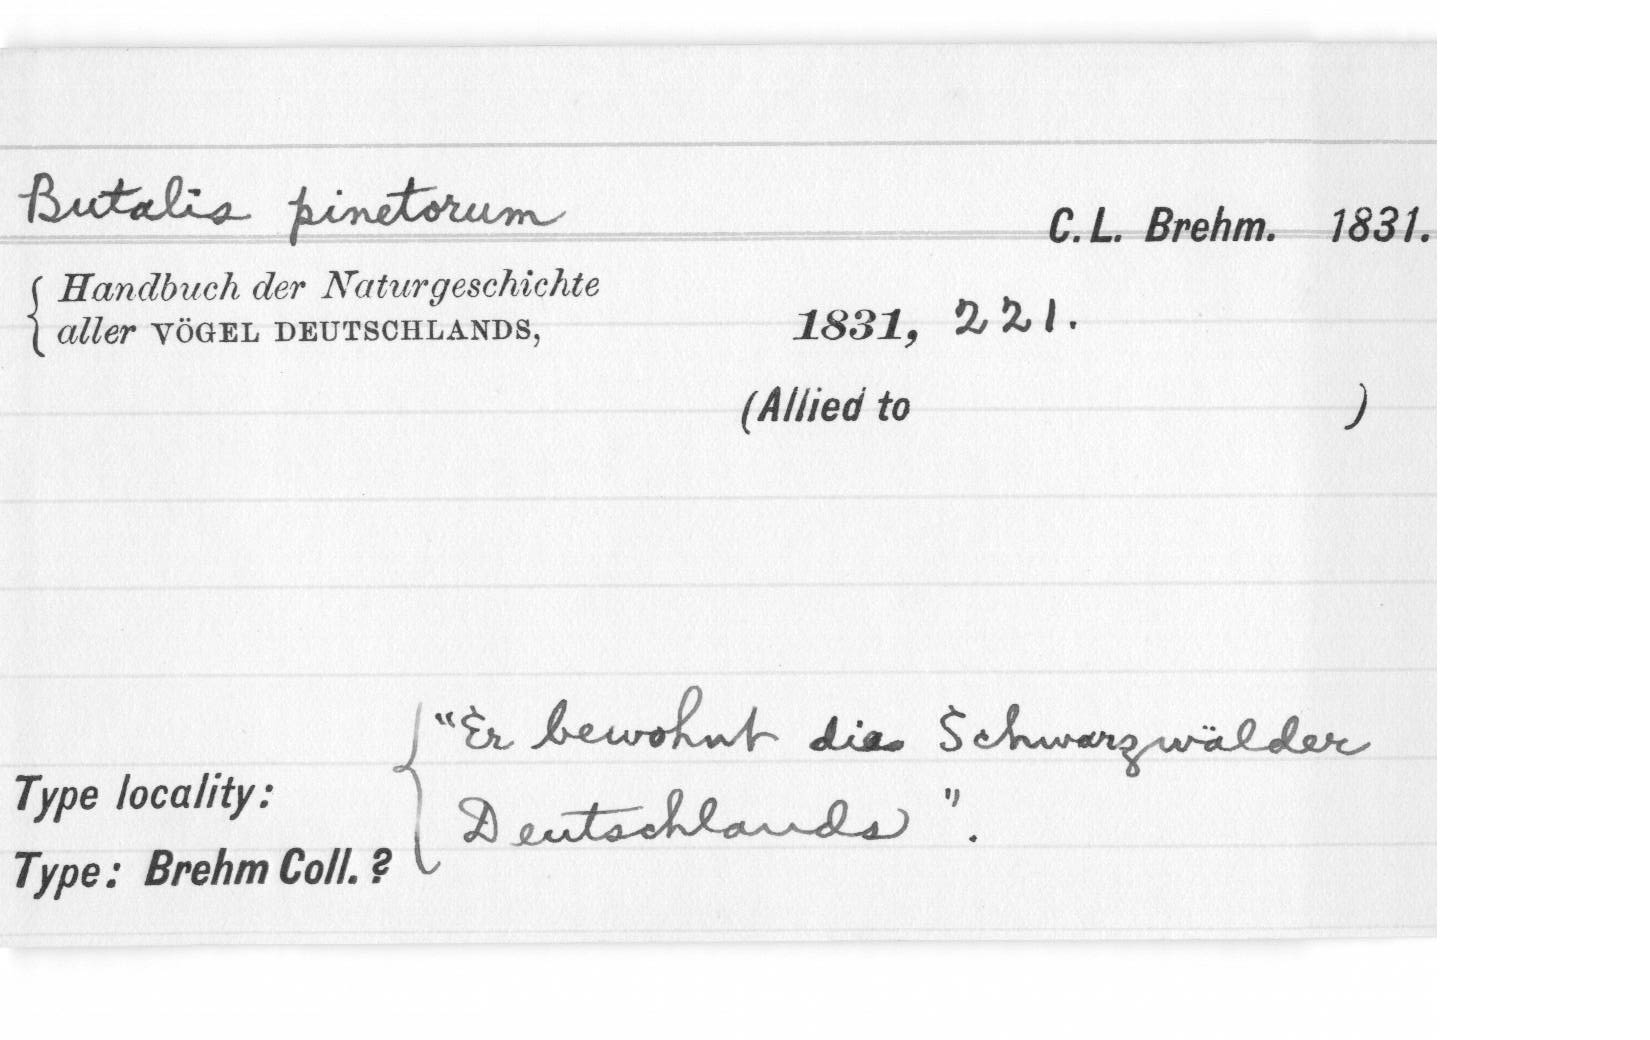 Butalis pinetorum C. L. Brehm. 1831.
Handbuch der Naturgeschichte
aller VÖGEL DEUTSCHLANDS, 1831, 221.
(Allied to )
"Er bewohnt die Schwarzwälder
Type locality:
Deutschlands".
Type: Brehm Coll. ?